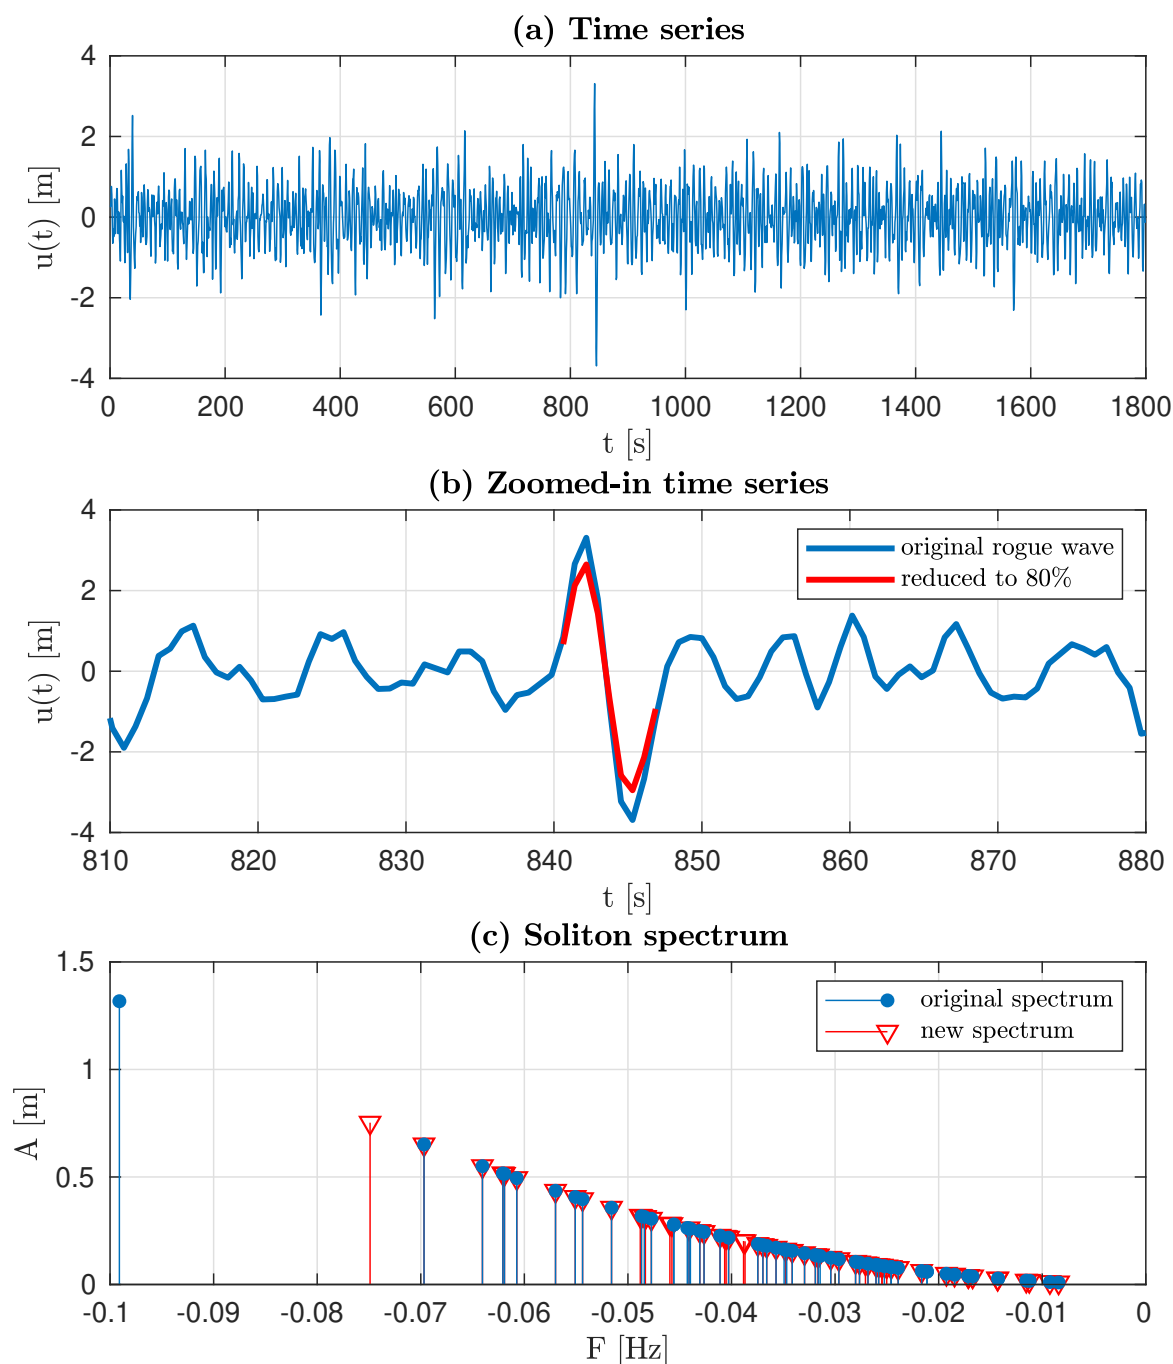 (a) Time series
4
2
0
-2
-4
u(t) [m]
0 200 400 600 800 1000 1200 1400 1600 1800
t [s]
(b) Zoomed-in time series
4
2
0
-2
-4
u(t) [m]
original rogue wave
reduced to 80%
810 820 830 840 850 860 870 880
t [s]
(c) Soliton spectrum
1.5
1
0.5
0
A [m]
original spectrum
new spectrum
-0.1 -0.09 -0.08 -0.07 -0.06 -0.05 -0.04 -0.03 -0.02 -0.01 0
F [Hz]